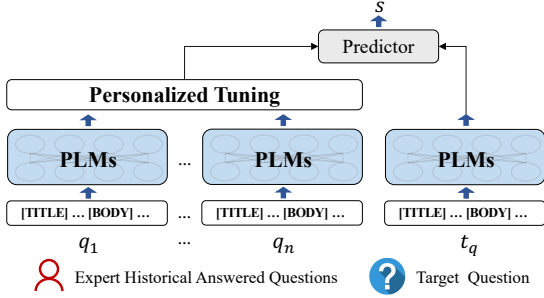 s
Predictor
Personalized Tuning
PLMs ... PLMs PLMs
[TITLE] ... [BODY] ... ... [TITLE] ... [BODY] ... [TITLE] ... [BODY] ...
q1 ... qn tq
Expert Historical Answered Questions ? Target Question